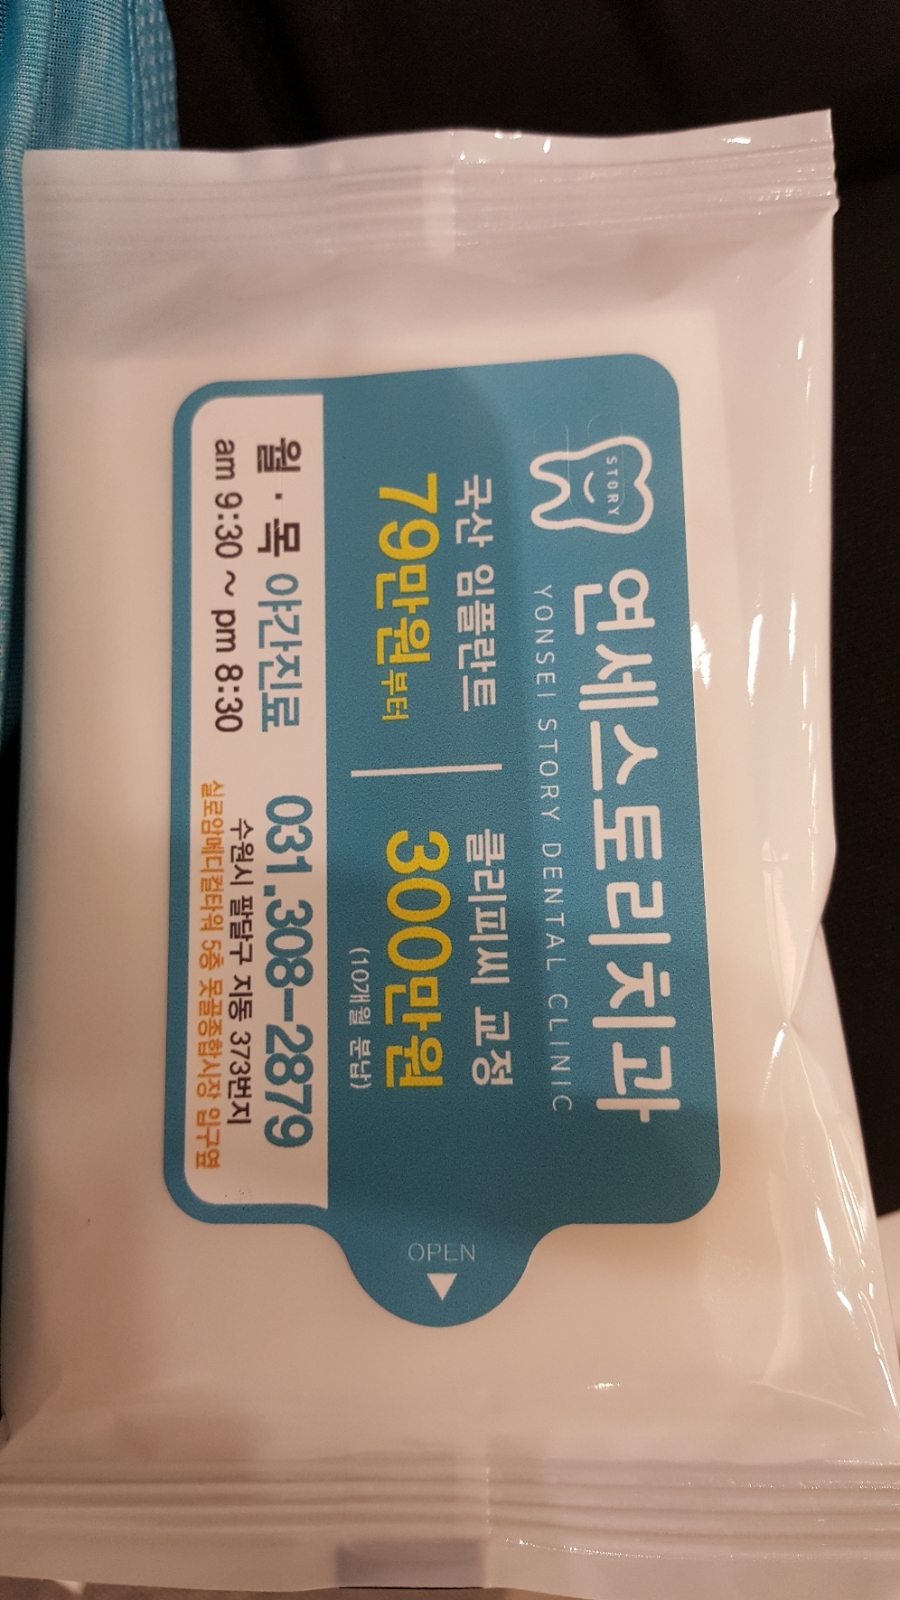 STORY
연세스토리치과
YONSEI STORY DENTAL CLINIC
국산 임플란트
79만원부터
클리피씨 교정
300만원
(10개월 분납)
월·목 야간진료
am 9:30 ~ pm 8:30
031.308-2879
수원시 팔달구 지동 373번지
실로암메디컬타워 5층 못골종합시장 입구옆
OPEN